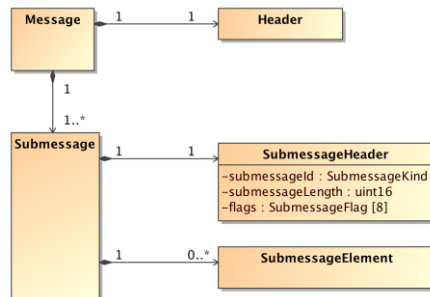 Message
1
1
Header
1
1..*
Submessage
1
1
SubmessageHeader
-submessageId : SubmessageKind
-submessageLength : uint16
-flags : SubmessageFlag [8]
1
0..*
SubmessageElement